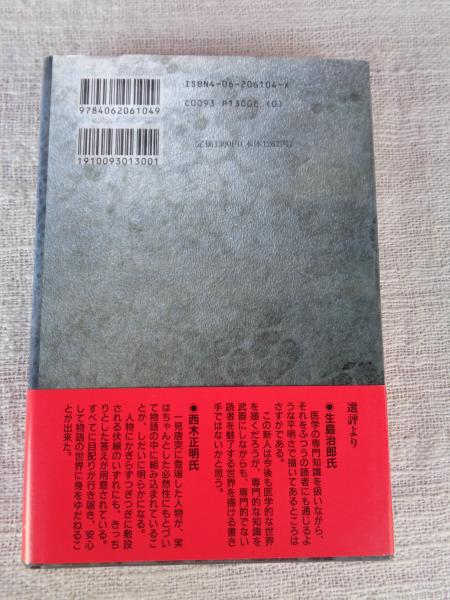 ISBN4-06-206104-X
C0093 P1300E (0)
定価1300円(本体1262円)
9784062061049
1910093013001
選評より
●生島治郎氏
医学の専門知識を扱いながら、
それをふつうの読者にも通じるよ
うな平明さで描いてあるところは
さすがである。
この新人は今後も医学的な世界
を描くだろうか、専門的な知識を
武器にしながらも、専門的でない
読者を魅了する世界を描ける書き
手ではないかと思う。
●西木正明氏
一見唐突に登場した人物が、実
はちゃんとした必然性にもとづい
て物語の中に組み込まれているこ
とが、しだいに明らかになる。
人物にかぎらずつぎつぎに敷設
される伏線のいずれにも、きっち
りとした答えが用意されている。
すべてに目配りが行き届き、安心
して物語の世界に身をゆだねるこ
とが出来た。